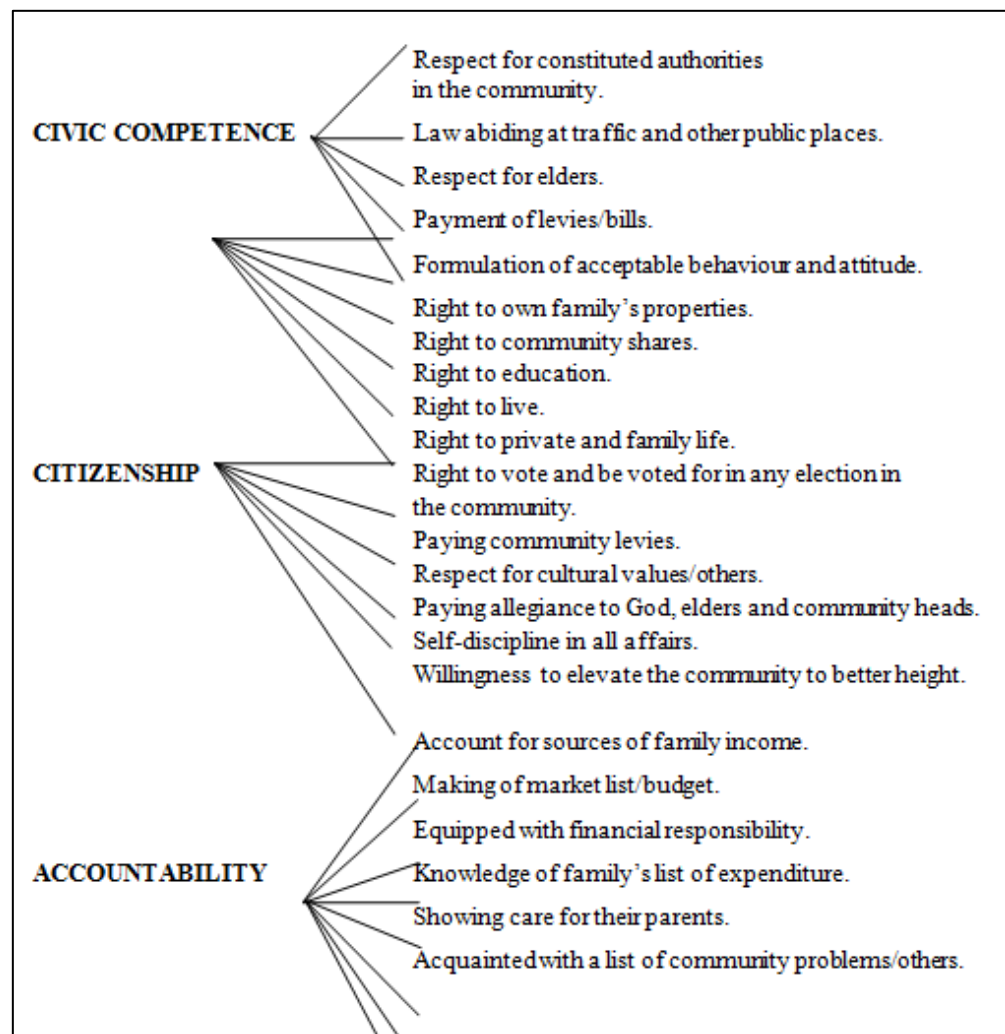 Respect for constituted authorities
in the community.
CIVIC COMPETENCE
Law abiding at traffic and other public places.
Respect for elders.
Payment of levies/bills.
Formulation of acceptable behaviour and attitude.
Right to own family's properties.
Right to community shares.
Right to education.
Right to live.
Right to private and family life.
CITIZENSHIP
Right to vote and be voted for in any election in
the community.
Paying community levies.
Respect for cultural values/others.
Paying allegiance to God, elders and community heads.
Self-discipline in all affairs.
Willingness to elevate the community to better height.
Account for sources of family income.
Making of market list/budget.
Equipped with financial responsibility.
ACCOUNTABILITY
Knowledge of family's list of expenditure.
Showing care for their parents.
Acquainted with a list of community problems/others.